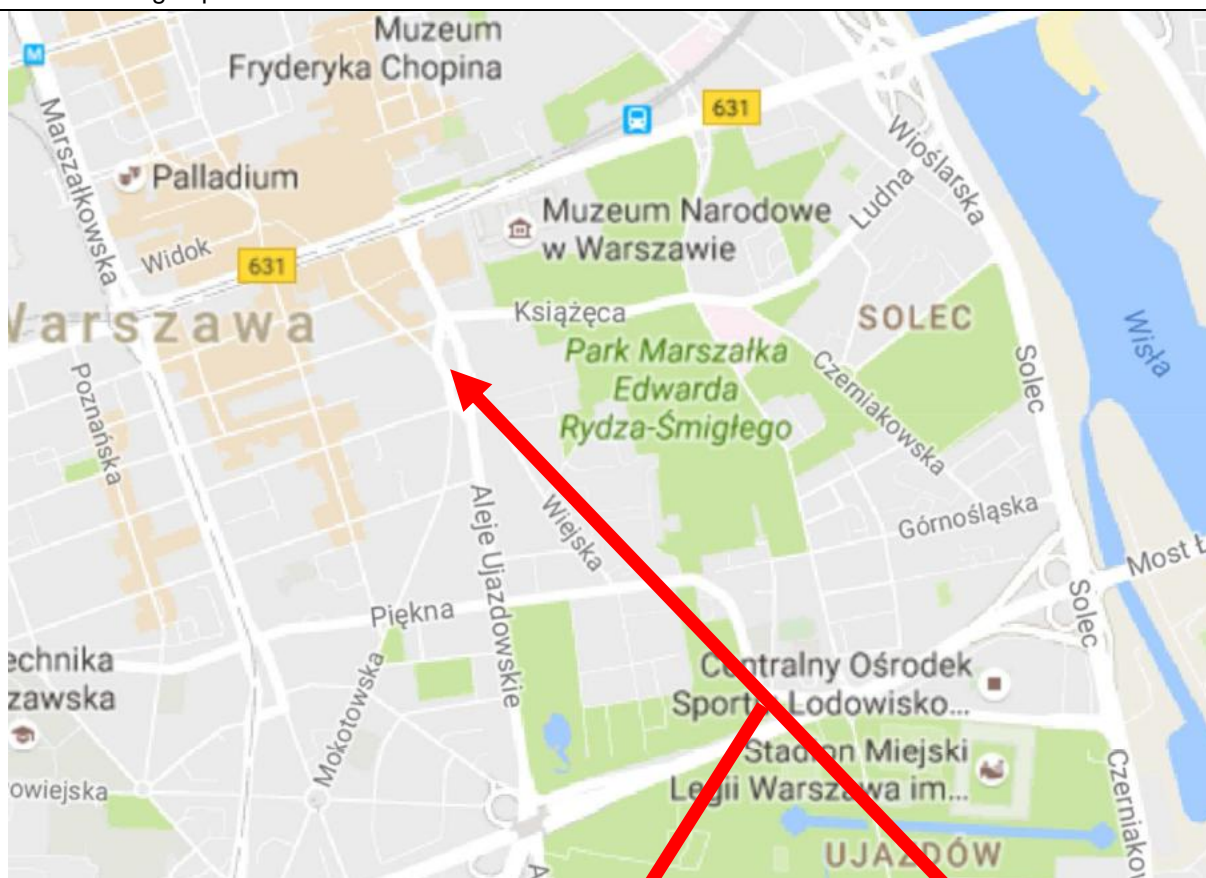 Muzeum
Fryderyka Chopina
M
631
Marszałkowska
Palladium
Wioślarska
Ludna
Muzeum Narodowe
w Warszawie
Widok
631
Książęca
SOLEC
Warszawa
Wisła
Park Marszałka
Edwarda
Rydza-Śmigłego
Solec
Czerniakowska
Poznańska
Aleje Ujazdowskie
Wiejska
Górnośląska
Most Ł
Solec
Piękna
echnika
zawska
Centralny Ośrodek
Lodowisko...
Mokotowska
Stadion Miejski
Legii Warszawa im...
owiejska
Czerniakow
UJAZDÓW
A